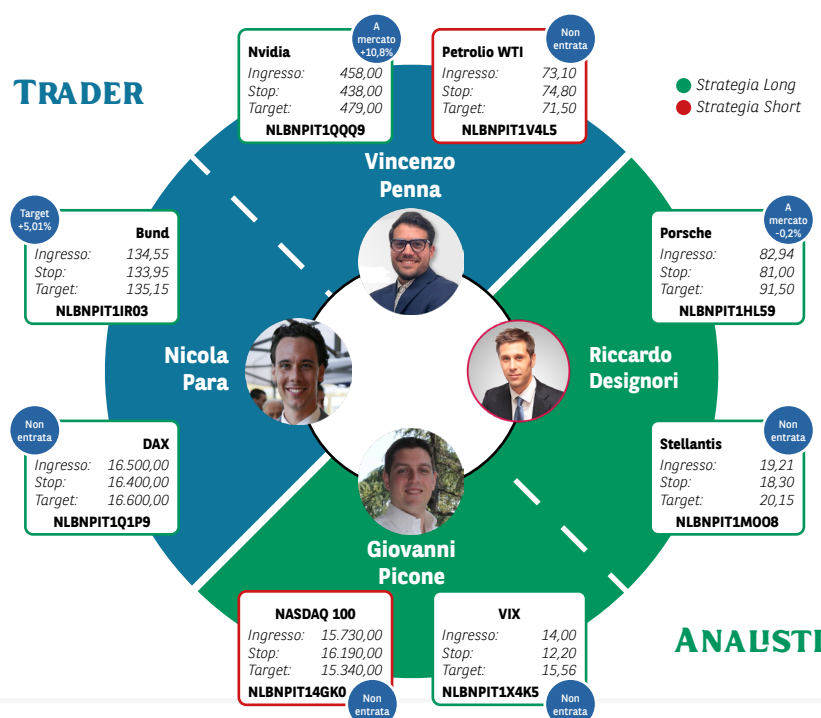 TRADER
A
mercato
+10,8%
Nvidia
Ingresso: 458,00
Stop: 438,00
Target: 479,00
NLBNPIT1QQQ9
Non
entrata
Petrolio WTI
Ingresso: 73,10
Stop: 74,80
Target: 71,50
NLBNPIT1V4L5
Strategia Long
Strategia Short
Vincenzo
Penna
Target
+5,01%
Bund
Ingresso: 134,55
Stop: 133,95
Target: 135,15
NLBNPIT1IR03
A
mercato
-0,2%
Porsche
Ingresso: 82,94
Stop: 81,00
Target: 91,50
NLBNPIT1HL59
Nicola
Para
Riccardo
Designori
Non
entrata
DAX
Ingresso: 16.500,00
Stop: 16.400,00
Target: 16.600,00
NLBNPIT1Q1P9
Non
entrata
Stellantis
Ingresso: 19,21
Stop: 18,30
Target: 20,15
NLBNPIT1MOO8
Giovanni
Picone
NASDAQ 100
Ingresso: 15.730,00
Stop: 16.190,00
Target: 15.340,00
NLBNPIT14GK0
Non
entrata
VIX
Ingresso: 14,00
Stop: 12,20
Target: 15,56
NLBNPIT1X4K5
Non
entrata
ANALISTI